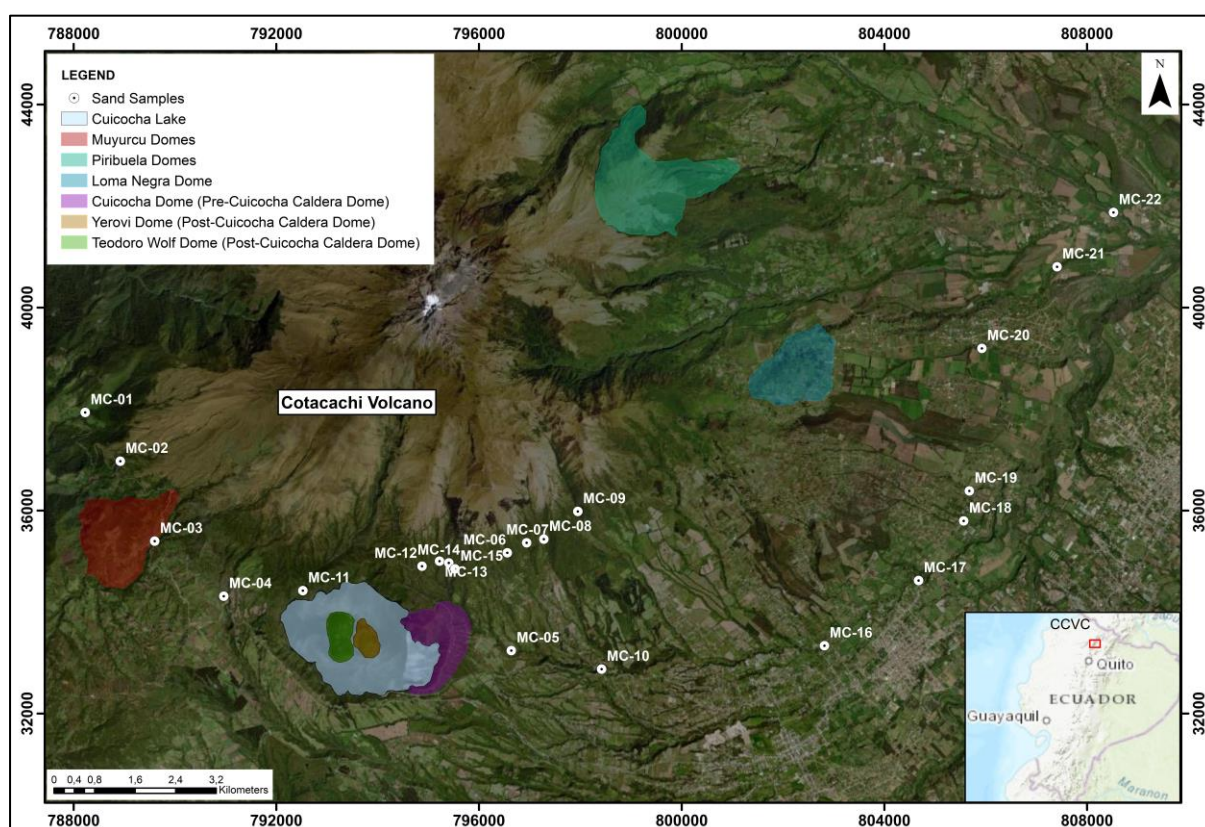 788000 792000 796000 800000 804000 808000
LEGEND
Sand Samples
Cuicocha Lake
Muyurcu Domes
Piribuela Domes
Loma Negra Dome
Cuicocha Dome (Pre-Cuicocha Caldera Dome)
Yerovi Dome (Post-Cuicocha Caldera Dome)
Teodoro Wolf Dome (Post-Cuicocha Caldera Dome)
N
44000 44000
MC-22
MC-21
40000 40000
MC-20
Cotacachi Volcano
MC-01
MC-02
MC-19
MC-09
36000 36000
MC-18
MC-03
MC-07 MC-08
MC-06
MC-12 MC-14 MC-15
MC-13
MC-17
MC-04 MC-11
MC-05 MC-16
MC-10
32000 32000
CCVC
Quito
ECUADOR
Guayaquil
Maranon
0 0,4 0,8 1,6 2,4 3,2
Kilometers
788000 792000 796000 800000 804000 808000